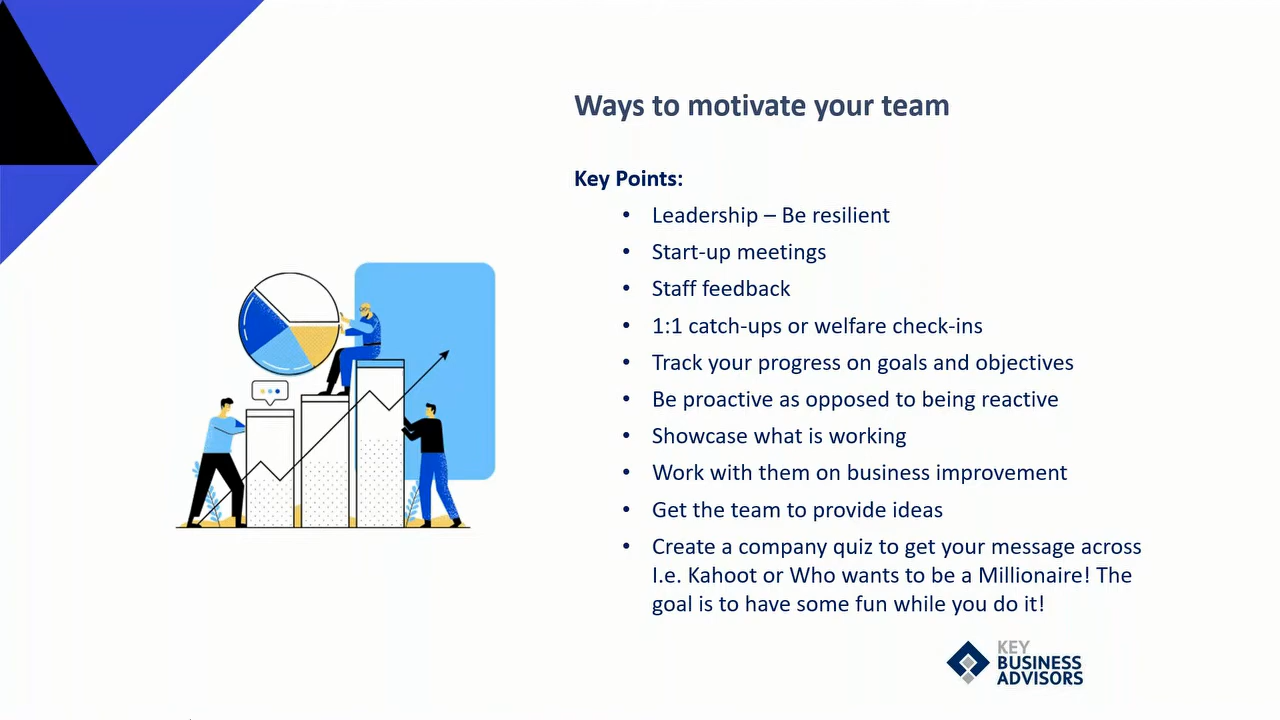 Ways to motivate your team
Key Points:
• Leadership – Be resilient
• Start-up meetings
• Staff feedback
• 1:1 catch-ups or welfare check-ins
• Track your progress on goals and objectives
• Be proactive as opposed to being reactive
• Showcase what is working
• Work with them on business improvement
• Get the team to provide ideas
• Create a company quiz to get your message across
I.e. Kahoot or Who wants to be a Millionaire! The
goal is to have some fun while you do it!
KEY
BUSINESS
ADVISORS